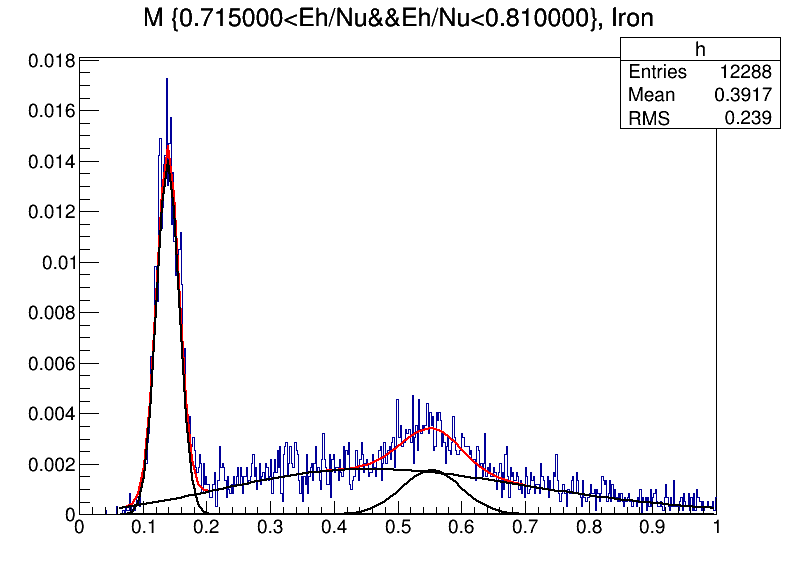 M {0.715000<Eh/Nu&&Eh/Nu<0.810000}, Iron
h
Entries 12288
Mean 0.3917
RMS 0.239
0.018
0.016
0.014
0.012
0.01
0.008
0.006
0.004
0.002
0
0 0.1 0.2 0.3 0.4 0.5 0.6 0.7 0.8 0.9 1